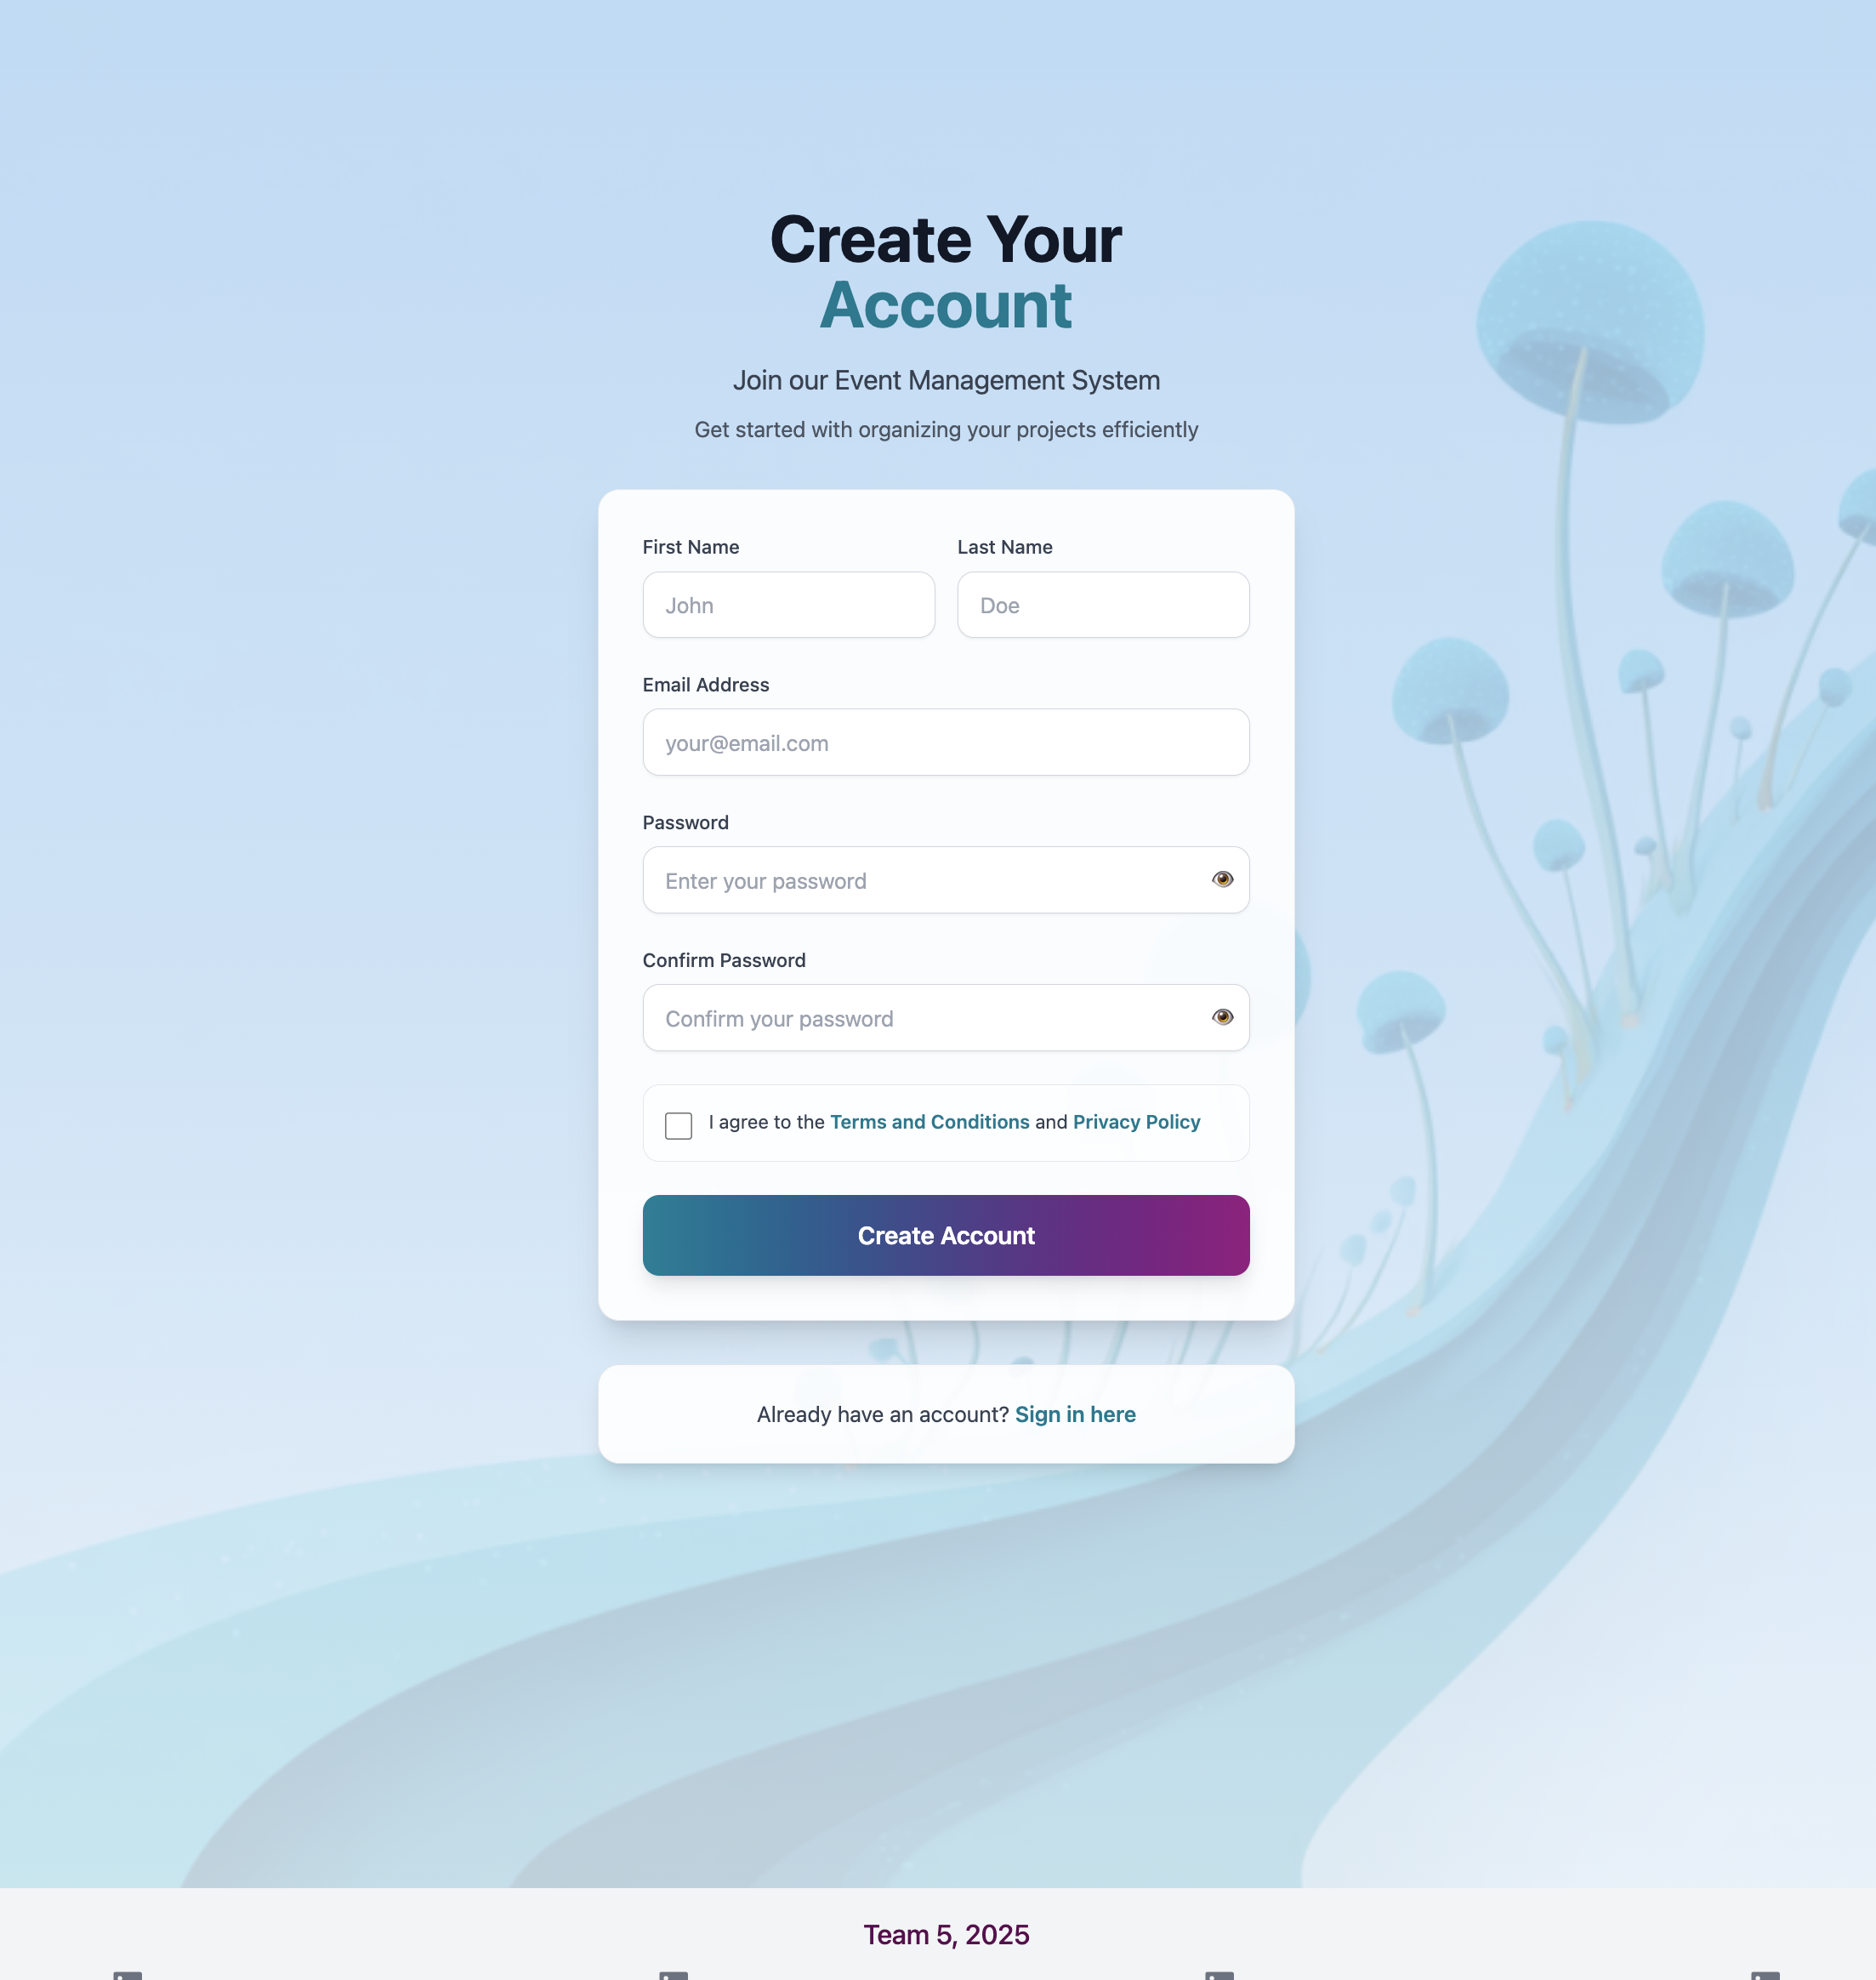 Create Your
Account
Join our Event Management System
Get started with organizing your projects efficiently
First Name
Last Name
John
Doe
Email Address
your@email.com
Password
Enter your password
Confirm Password
Confirm your password
I agree to the Terms and Conditions and Privacy Policy
Create Account
Already have an account? Sign in here
Team 5, 2025